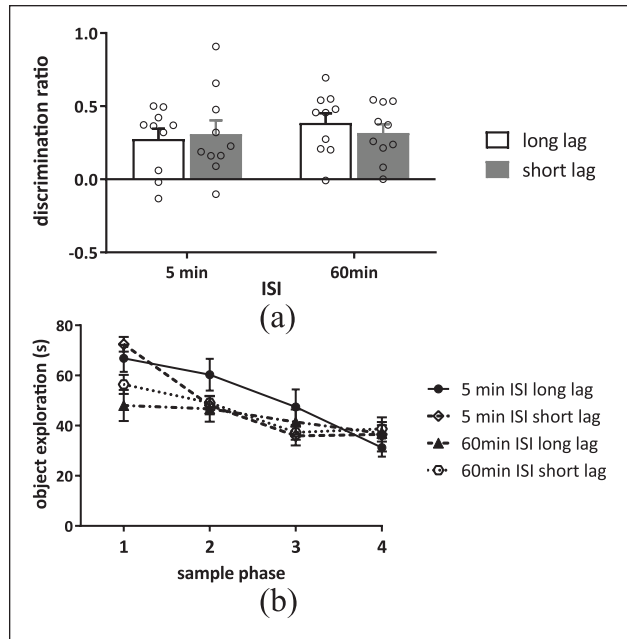 1.0
0.5
0.0
-0.5
discrimination ratio
5 min
60min
ISI
long lag
short lag
(a)
80
60
40
20
0
object exploration (s)
1 2 3 4
sample phase
5 min ISI long lag
5 min ISI short lag
60min ISI long lag
60min ISI short lag
(b)